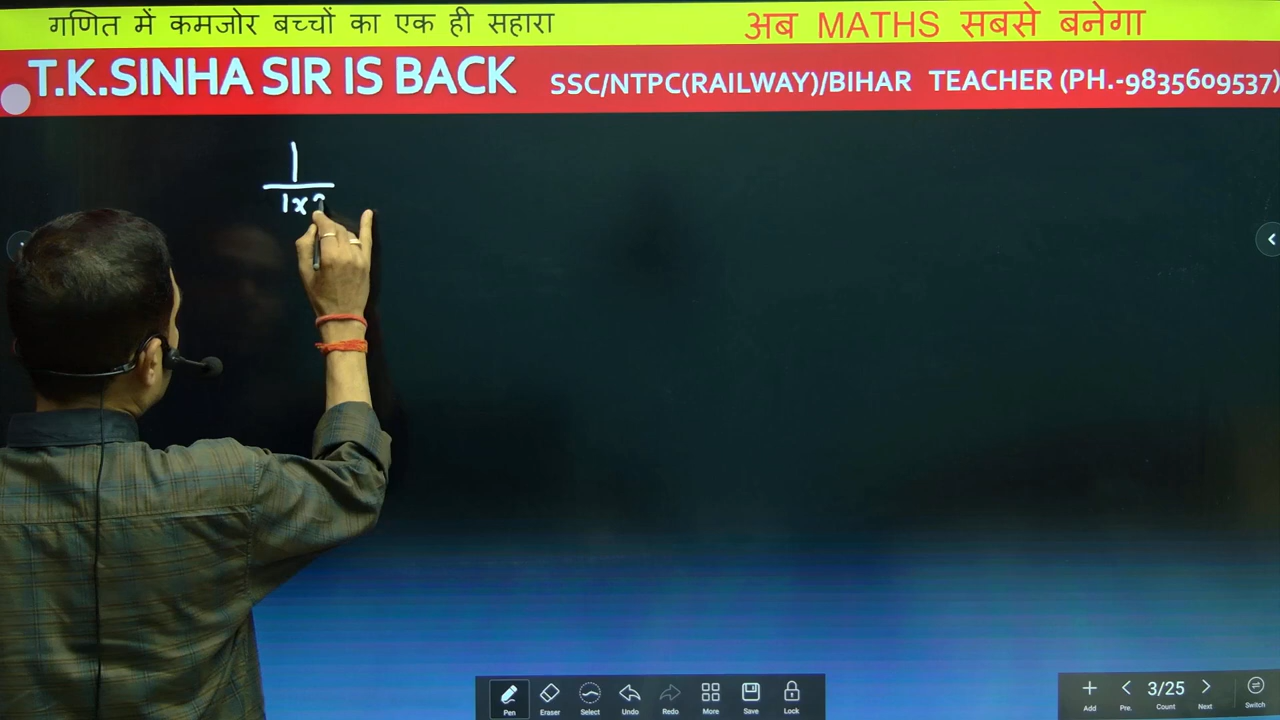 गणित में कमजोर बच्चों का एक ही सहारा अब MATHS सबसे बनेगा
T.K.SINHA SIR IS BACK SSC/NTPC(RAILWAY)/BIHAR TEACHER (PH.-9835609537)
1
1x
Pen Eraser Select Undo Redo More Save Lock
Add Pre. 3/25 Count Next Switch